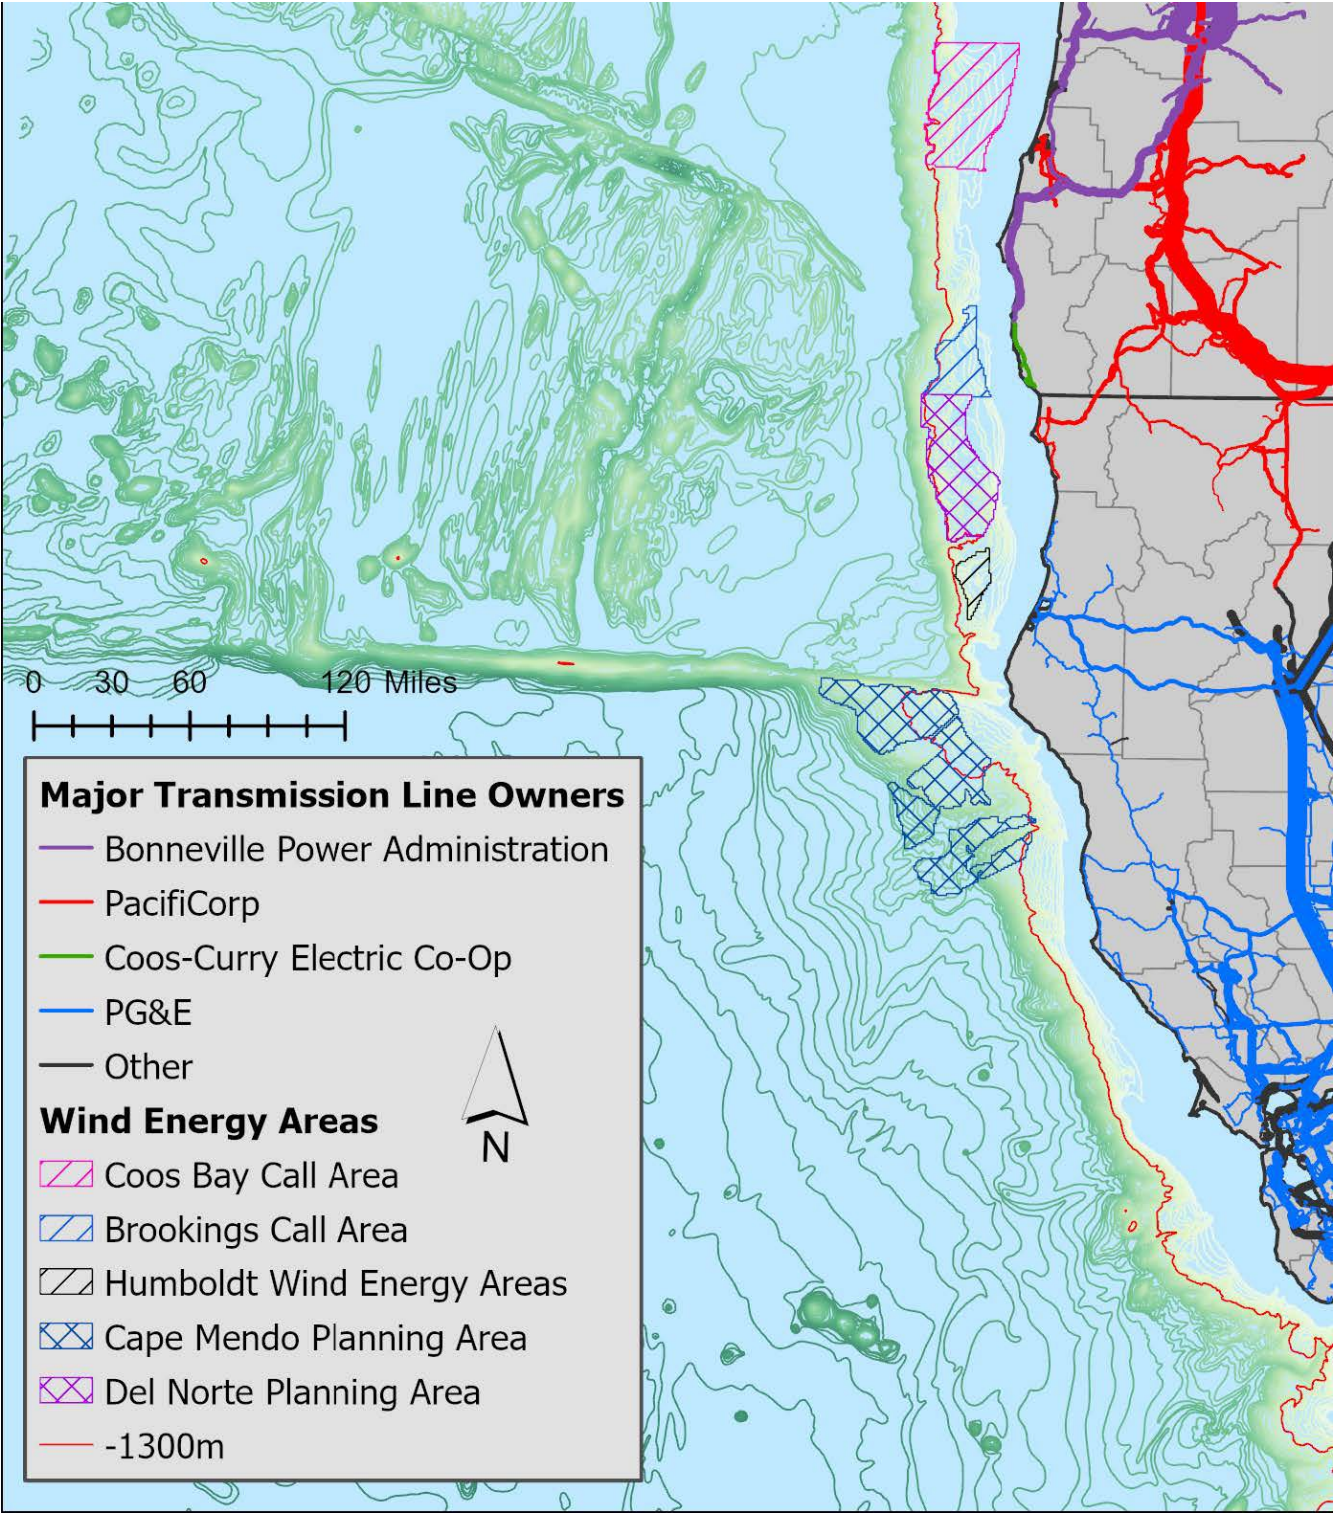 0 30 60 120 Miles
Major Transmission Line Owners
Bonneville Power Administration
PacifiCorp
Coos-Curry Electric Co-Op
PG&E
Other
N
Wind Energy Areas
Coos Bay Call Area
Brookings Call Area
Humboldt Wind Energy Areas
Cape Mendo Planning Area
Del Norte Planning Area
-1300m